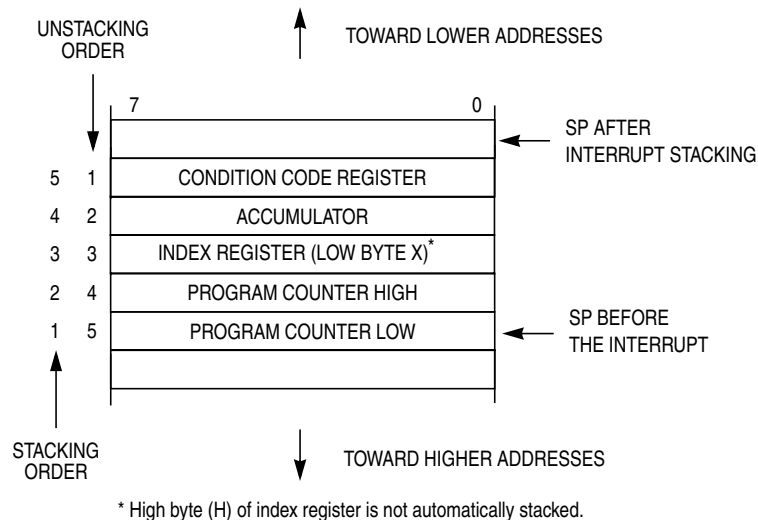 UNSTACKING
ORDER
TOWARD LOWER ADDRESSES
7 0
SP AFTER
INTERRUPT STACKING
5 1 CONDITION CODE REGISTER
4 2 ACCUMULATOR
3 3 INDEX REGISTER (LOW BYTE X)*
2 4 PROGRAM COUNTER HIGH
1 5 PROGRAM COUNTER LOW
SP BEFORE
THE INTERRUPT
STACKING
ORDER
TOWARD HIGHER ADDRESSES
* High byte (H) of index register is not automatically stacked.